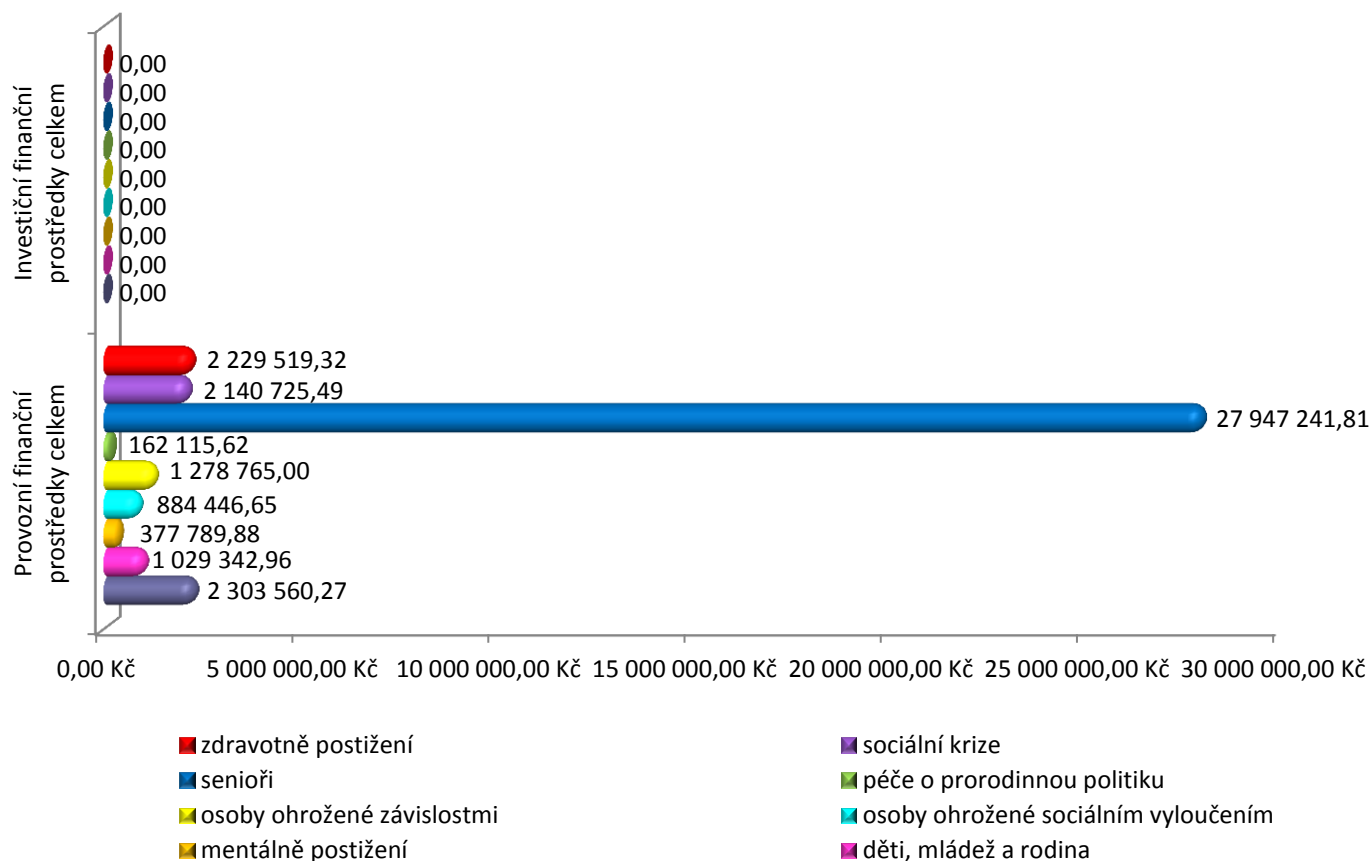 Investiční finanční
prostředky celkem
0,00
0,00
0,00
0,00
0,00
0,00
0,00
0,00
0,00
Provozní finanční
prostředky celkem
2 229 519,32
2 140 725,49
27 947 241,81
162 115,62
1 278 765,00
884 446,65
377 789,88
1 029 342,96
2 303 560,27
0,00 Kč 5 000 000,00 Kč 10 000 000,00 Kč 15 000 000,00 Kč 20 000 000,00 Kč 25 000 000,00 Kč 30 000 000,00 Kč
zdravotně postižení sociální krize
senioři péče o prorodinnou politiku
osoby ohrožené závislostmi osoby ohrožené sociálním vyloučením
mentálně postižení děti, mládež a rodina